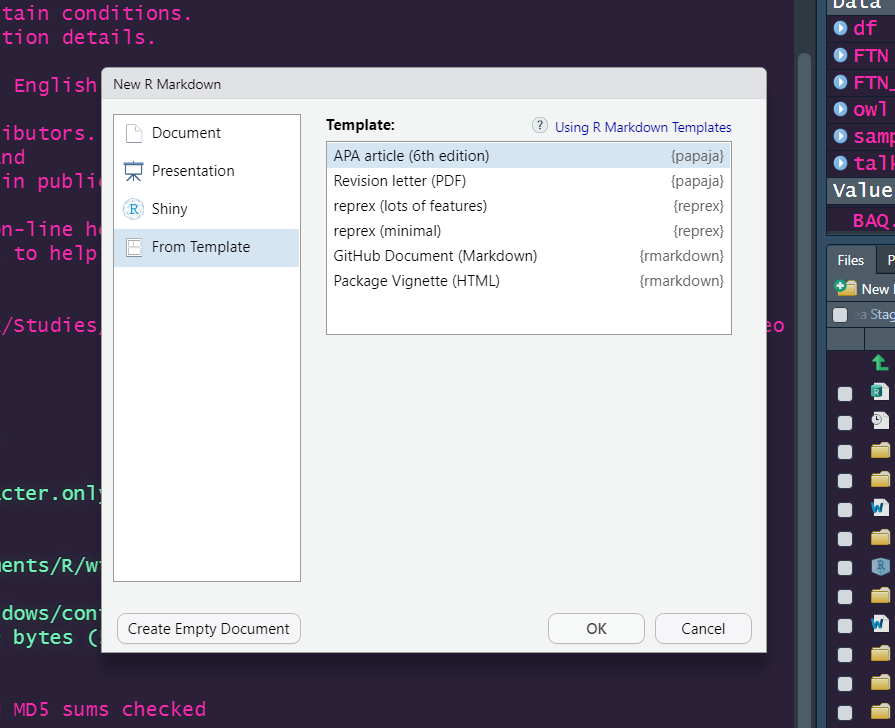 tain conditions.
tion details.
English
ibutors.
nd
in public
n-line he
to help
/Studies/
eo
cter.only
ments/R/w
dows/con
bytes (
MD5 sums checked
New R Markdown
Document
Presentation
Shiny
From Template
Template:
? Using R Markdown Templates
APA article (6th edition) {papaja}
Revision letter (PDF) {papaja}
reprex (lots of features) {reprex}
reprex (minimal) {reprex}
GitHub Document (Markdown) {rmarkdown}
Package Vignette (HTML) {rmarkdown}
Create Empty Document
OK
Cancel
Data
df
FTN
FTN_
owl
samp
talk
Value
BAQ.
Files P
New
Stag